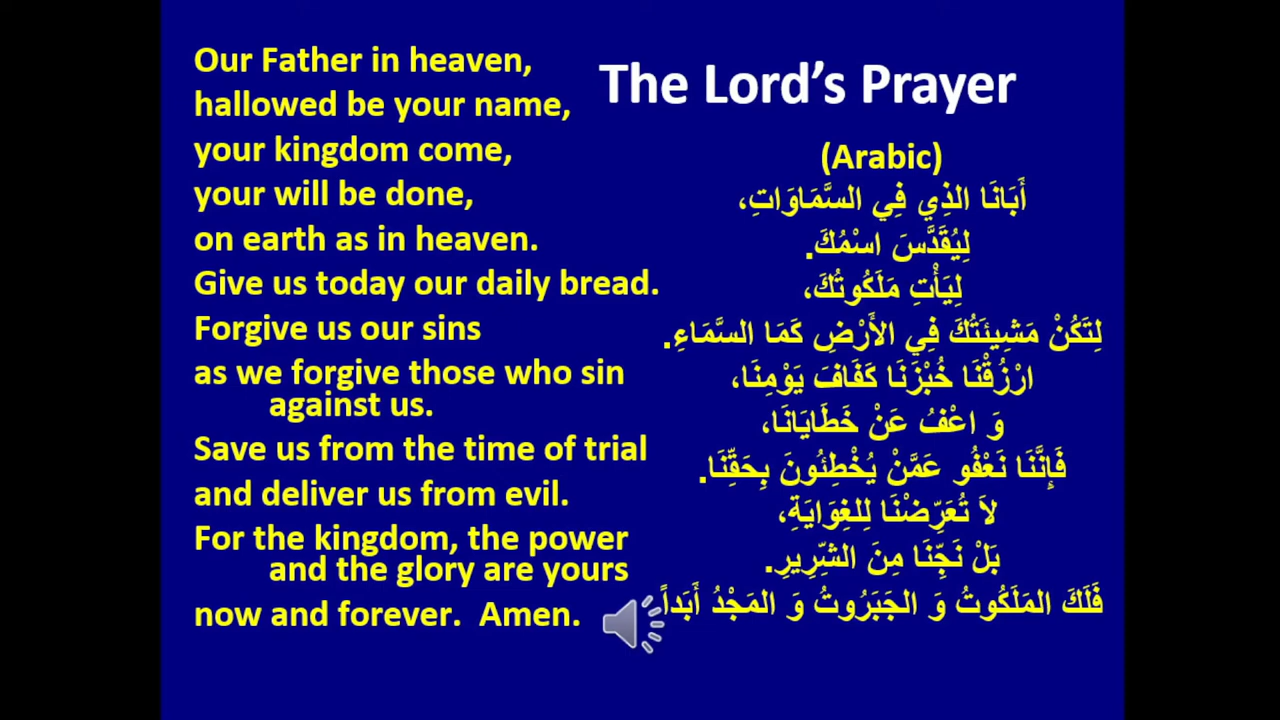 Our Father in heaven,
hallowed be your name,
your kingdom come,
your will be done,
on earth as in heaven.
Give us today our daily bread.
Forgive us our sins
as we forgive those who sin
against us.
Save us from the time of trial
and deliver us from evil.
For the kingdom, the power
and the glory are yours
now and forever.  Amen.
The Lord’s Prayer
(Arabic)
أَبَانَا الذِي فِي السَّمَاوَاتِ،
لِيُقَدَّسَ اسْمُكَ.
لِيَأْتِ مَلَكُوتُكَ،
لِتَكُنْ مَشِيئَتُكَ فِي الأَرْضِ كَمَا السَّمَاءِ.
ارْزُقْنَا خُبْزَنَا كَفَافَ يَوْمِنَا،
وَ اعْفُ عَنْ خَطَايَانَا،
فَإِنَّنَا نَعْفُو عَمَّنْ يُخْطِئُونَ بِحَقِّنَا.
لاَ تُعَرِّضْنَا لِلغِوَايَةِ،
بَلْ نَجِّنَا مِنَ الشِّرِيرِ.
فَلَكَ المَلَكُوتُ وَ الجَبَرُوتُ وَ المَجْدُ أَبَداً